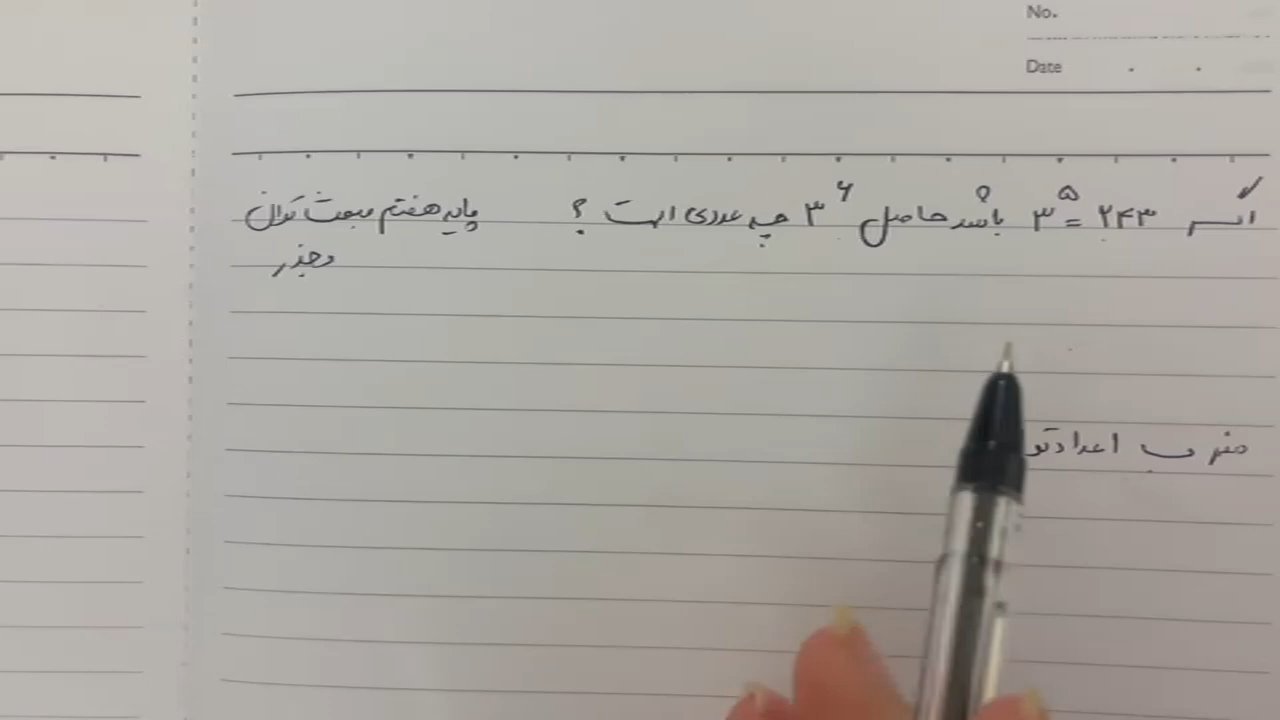 No.
Date
اگر ۳^۵ = ۲۴۳ باشد حاصل ۳^۶ چه عددی است ؟ پایه هفتم مبحث توان
وجذر
ضرب اعداد تو